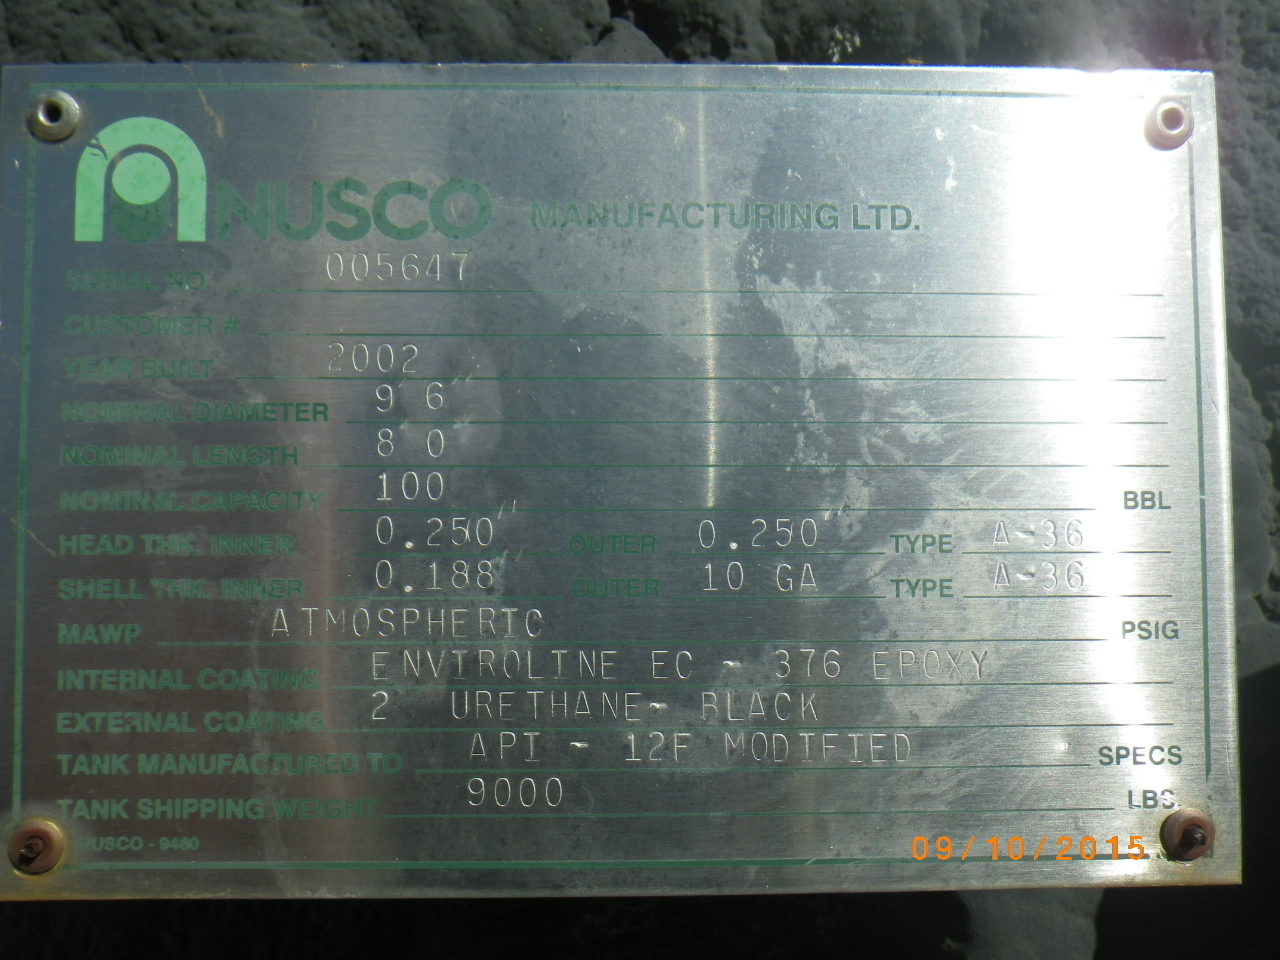 NUSCO MANUFACTURING LTD.
SERIAL NO 005647
CUSTOMER #
YEAR BUILT 2002
NOMINAL DIAMETER 9' 6"
NOMINAL LENGTH 8 0
NOMINAL CAPACITY 100 BBL
HEAD THK. INNER 0.250" OUTER 0.250" TYPE A-36
SHELL THK. INNER 0.188" OUTER 10 GA TYPE A-36
MAWP ATMOSPHERIC PSIG
INTERNAL COATING ENVIROLINE EC - 376 EPOXY
EXTERNAL COATING 2 URETHANE- BLACK
TANK MANUFACTURED TO API - 12F MODIFIED SPECS
TANK SHIPPING WEIGHT 9000 LBS.
NUSCO - 9460
09/10/2015